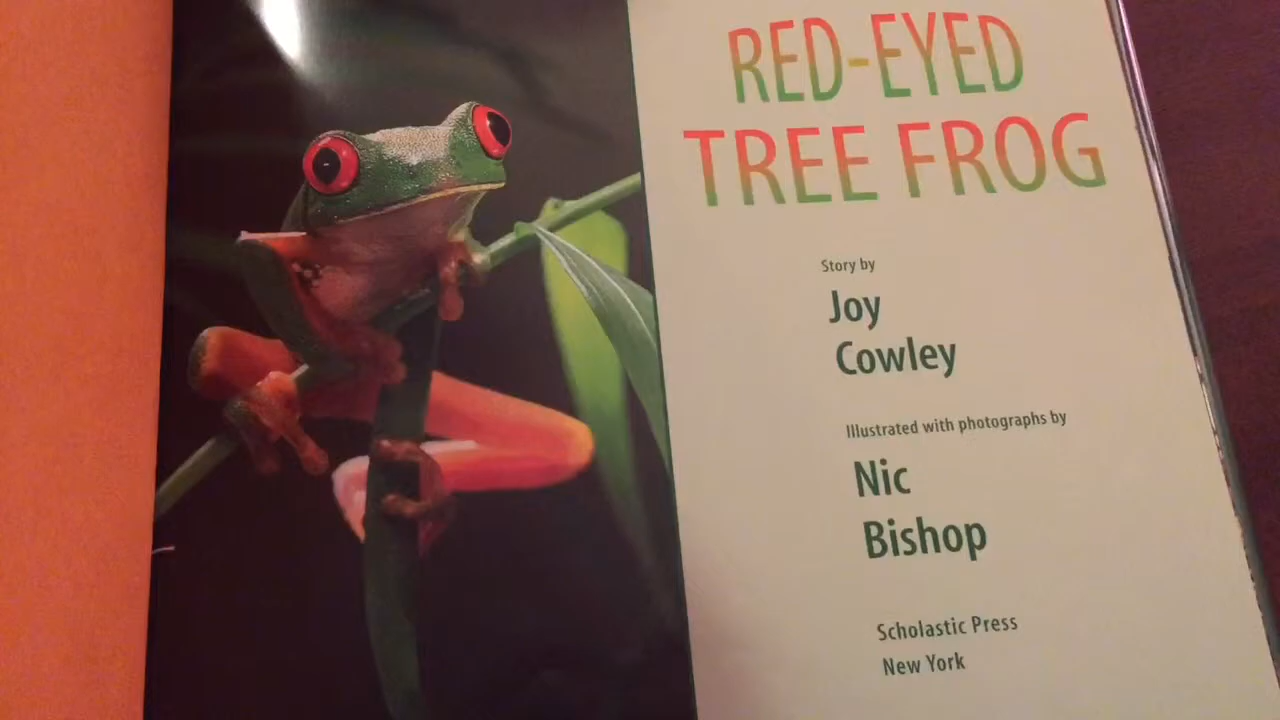 RED-EYED
TREE FROG
Story by
Joy
Cowley
Illustrated with photographs by
Nic
Bishop
Scholastic Press
New York